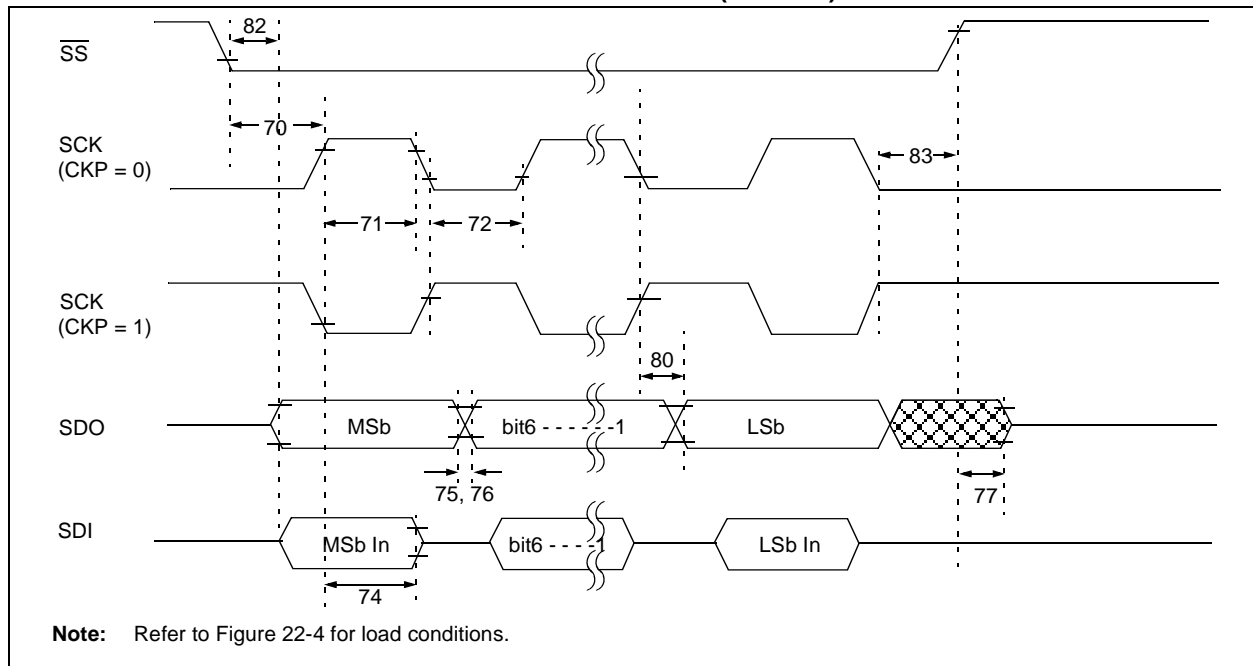 82
SS
70
SCK
(CKP = 0)
83
71
72
SCK
(CKP = 1)
80
SDO
MSb
bit6 - - - - - -1
LSb
75, 76
77
SDI
MSb In
bit6 - - - -1
LSb In
74
Note: Refer to Figure 22-4 for load conditions.